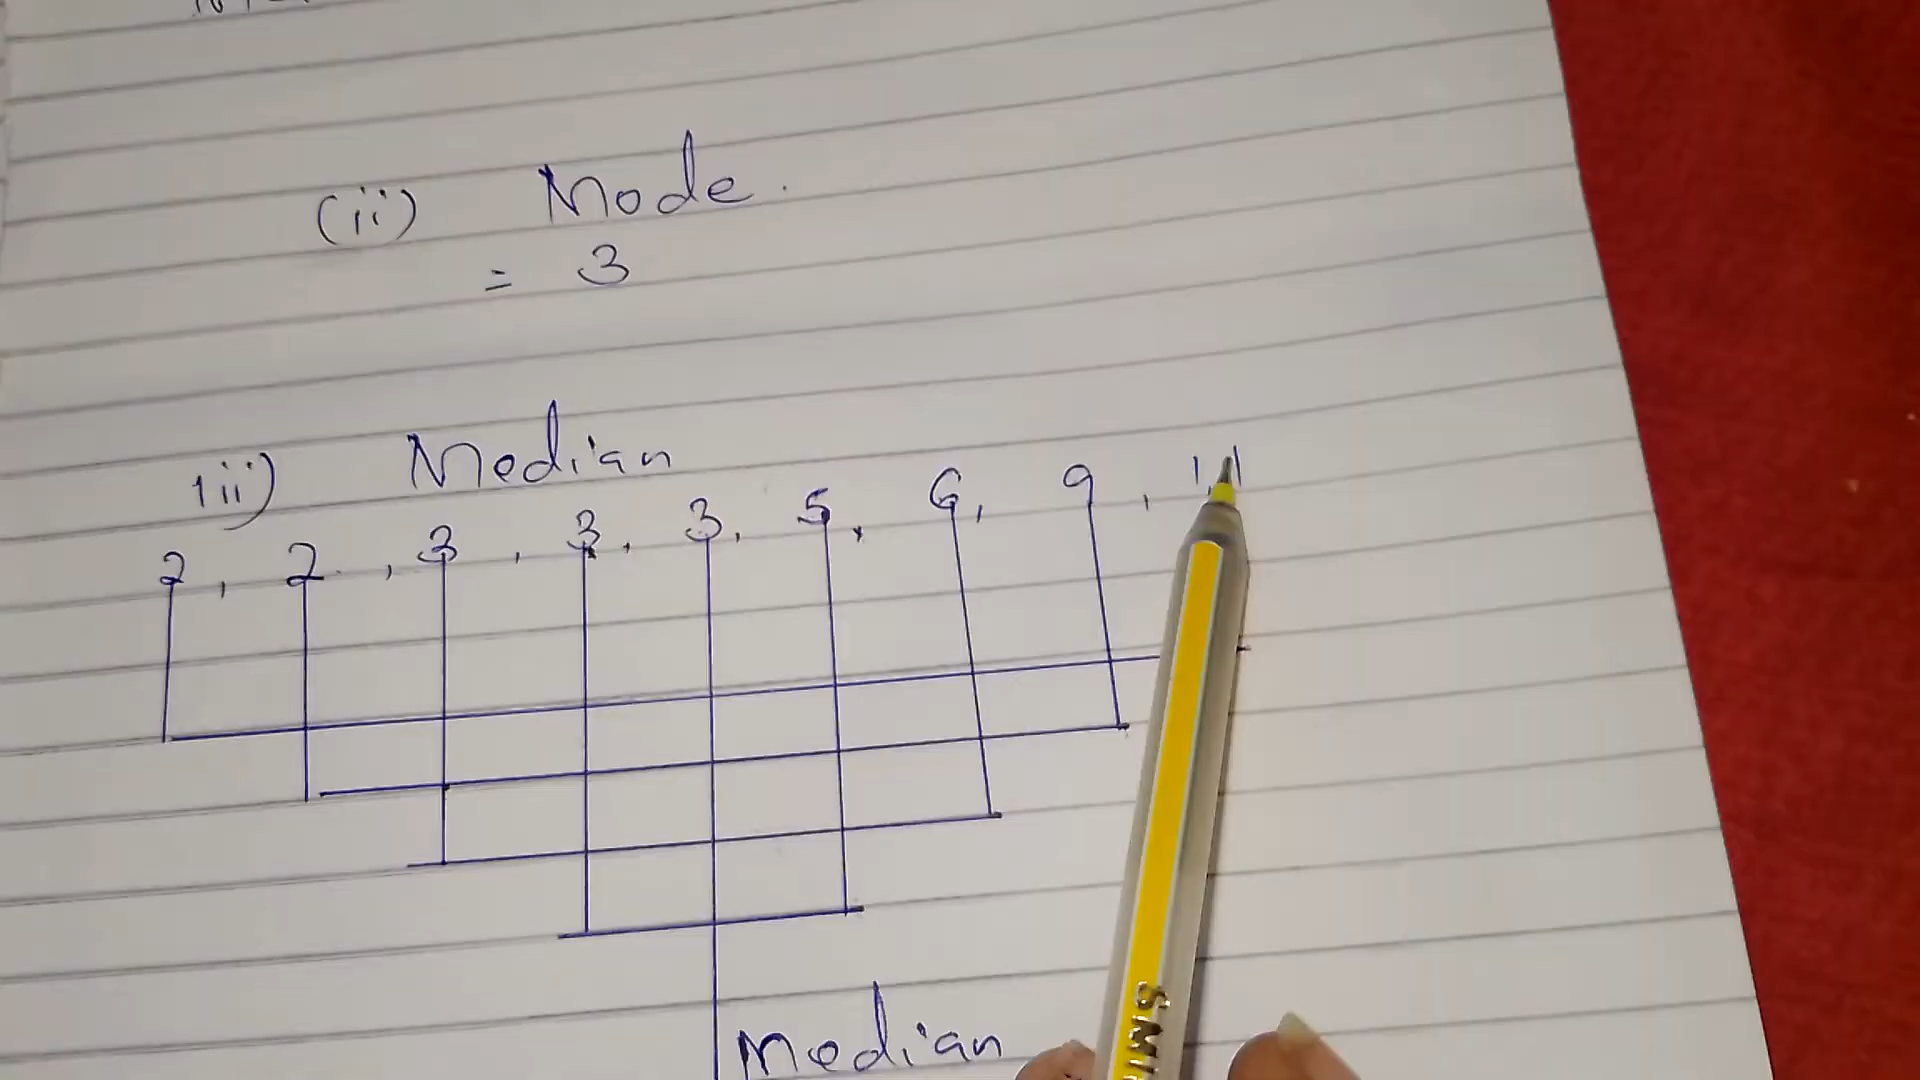 (ii) Mode.
= 3
iii) Median
2, 2, 3, 3, 3, 5, 6, 9, 11
Median